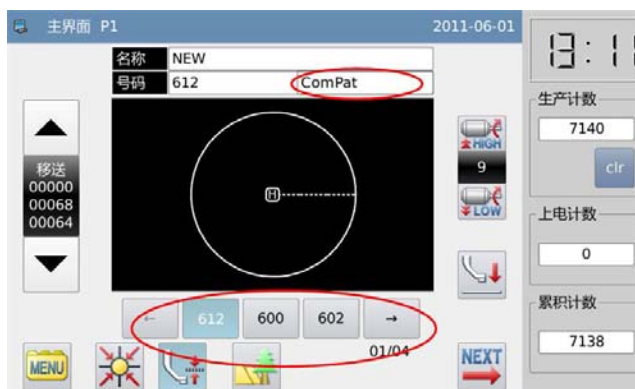 主界面 P1 2011-06-01
名称 NEW
号码 612 ComPat
移送
00000
00068
00064
H
HIGH
9
LOW
← 612 600 602 →
01/04
MENU
NEXT
生产计数
7140
clr
上电计数
0
累积计数
7138